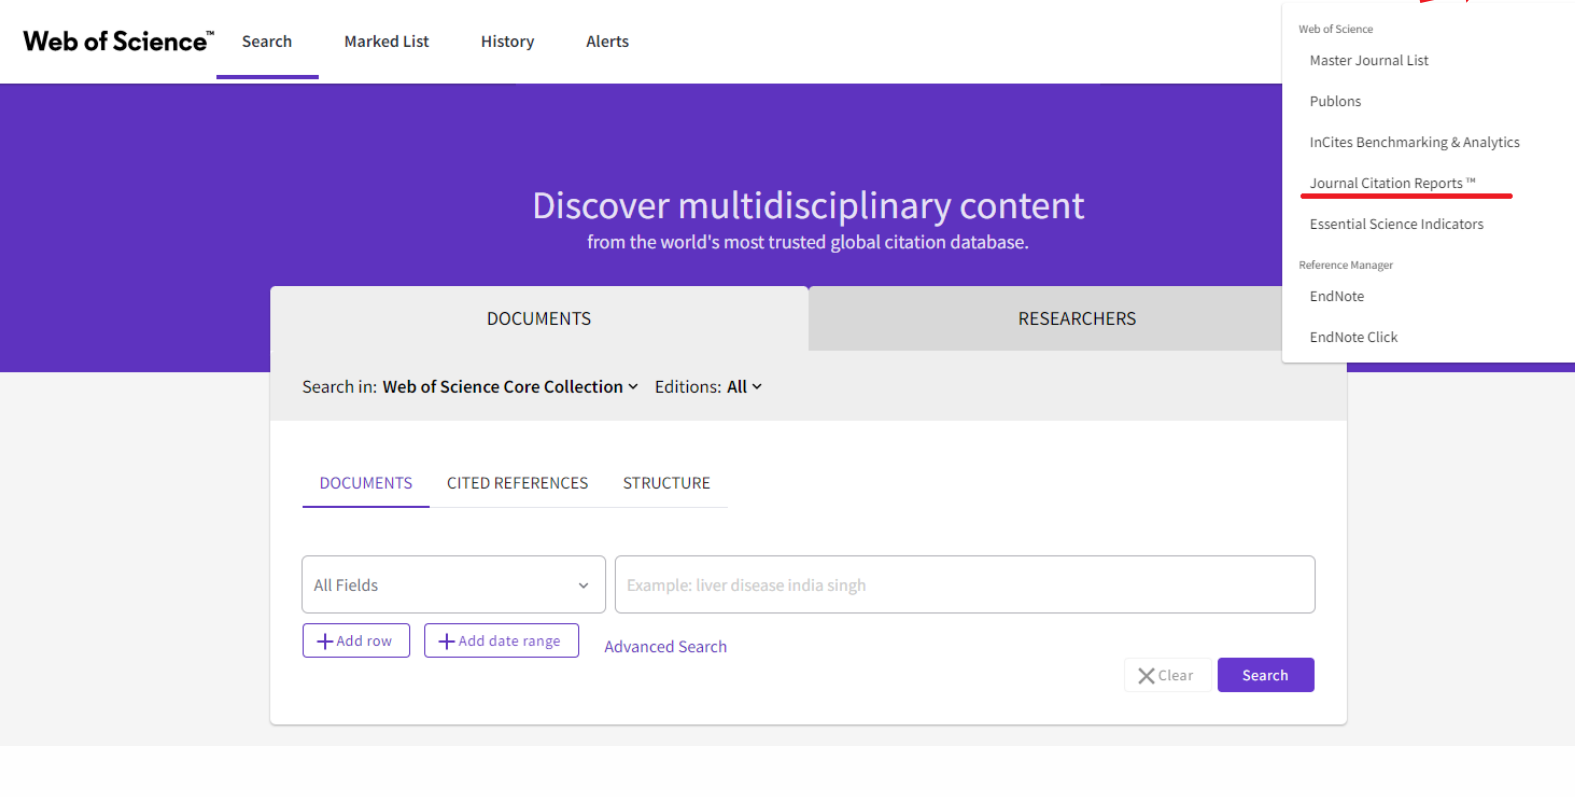 Web of Science™ Search Marked List History Alerts
Web of Science
Master Journal List
Publons
InCites Benchmarking & Analytics
Journal Citation Reports ™
Essential Science Indicators
Reference Manager
EndNote
EndNote Click
Discover multidisciplinary content
from the world's most trusted global citation database.
DOCUMENTS RESEARCHERS
Search in: Web of Science Core Collection Editions: All
DOCUMENTS CITED REFERENCES STRUCTURE
All Fields Example: liver disease india singh
+ Add row + Add date range Advanced Search
Clear Search